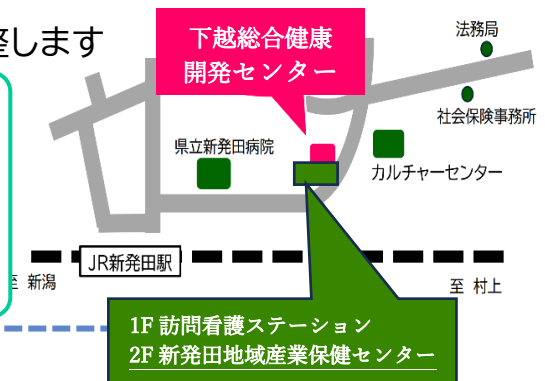 整します
下越総合健康
開発センター
法務局
社会保険事務所
県立新発田病院
カルチャーセンター
JR新発田駅
至 新潟
至 村上
1F 訪問看護ステーション
2F 新発田地域産業保健センター